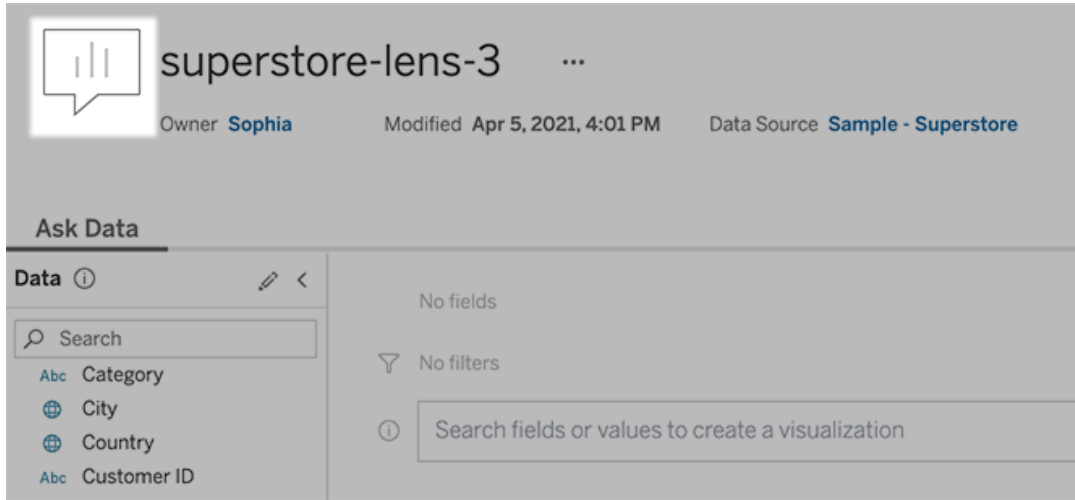 superstore-lens-3 ...
Owner Sophia Modified Apr 5, 2021, 4:01 PM Data Source Sample - Superstore
Ask Data
Data
Search
Abc Category
City
Country
Abc Customer ID
No fields
No filters
Search fields or values to create a visualization